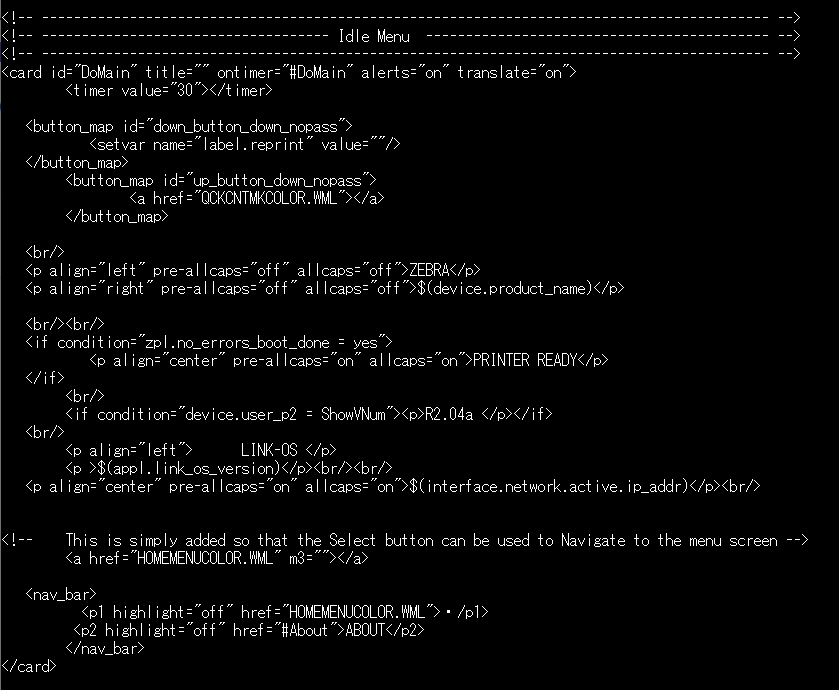 <!-- ------------------------------------------------------------------------------------------- -->
<!-- ------------------------------------ Idle Menu ------------------------------------------- -->
<!-- ------------------------------------------------------------------------------------------- -->
<card id="DoMain" title="" ontimer="#DoMain" alerts="on" translate="on">
        <timer value="30"></timer>
   <button_map id="down_button_down_nopass">
           <setvar name="label.reprint" value=""/>
   </button_map>
        <button_map id="up_button_down_nopass">
                <a href="QCKCNTMKCOLOR.WML"></a>
        </button_map>
   <br/>
   <p align="left" pre-allcaps="off" allcaps="off">ZEBRA</p>
   <p align="right" pre-allcaps="off" allcaps="off">$(device.product_name)</p>
   <br/><br/>
   <if condition="zpl.no_errors_boot_done = yes">
           <p align="center" pre-allcaps="on" allcaps="on">PRINTER READY</p>
   </if>
        <br/>
        <if condition="device.user_p2 = ShowVNum"><p>R2.04a </p></if>
   <br/>
        <p align="left">      LINK-OS </p>
        <p >$(appl.link_os_version)</p><br/><br/>
   <p align="center" pre-allcaps="on" allcaps="on">$(interface.network.active.ip_addr)</p><br/>
<!--    This is simply added so that the Select button can be used to Navigate to the menu screen -->
        <a href="HOMEMENUCOLOR.WML" m3=""></a>
   <nav_bar>
          <p1 highlight="off" href="HOMEMENUCOLOR.WML">・/p1>
         <p2 highlight="off" href="#About">ABOUT</p2>
        </nav_bar>
</card>